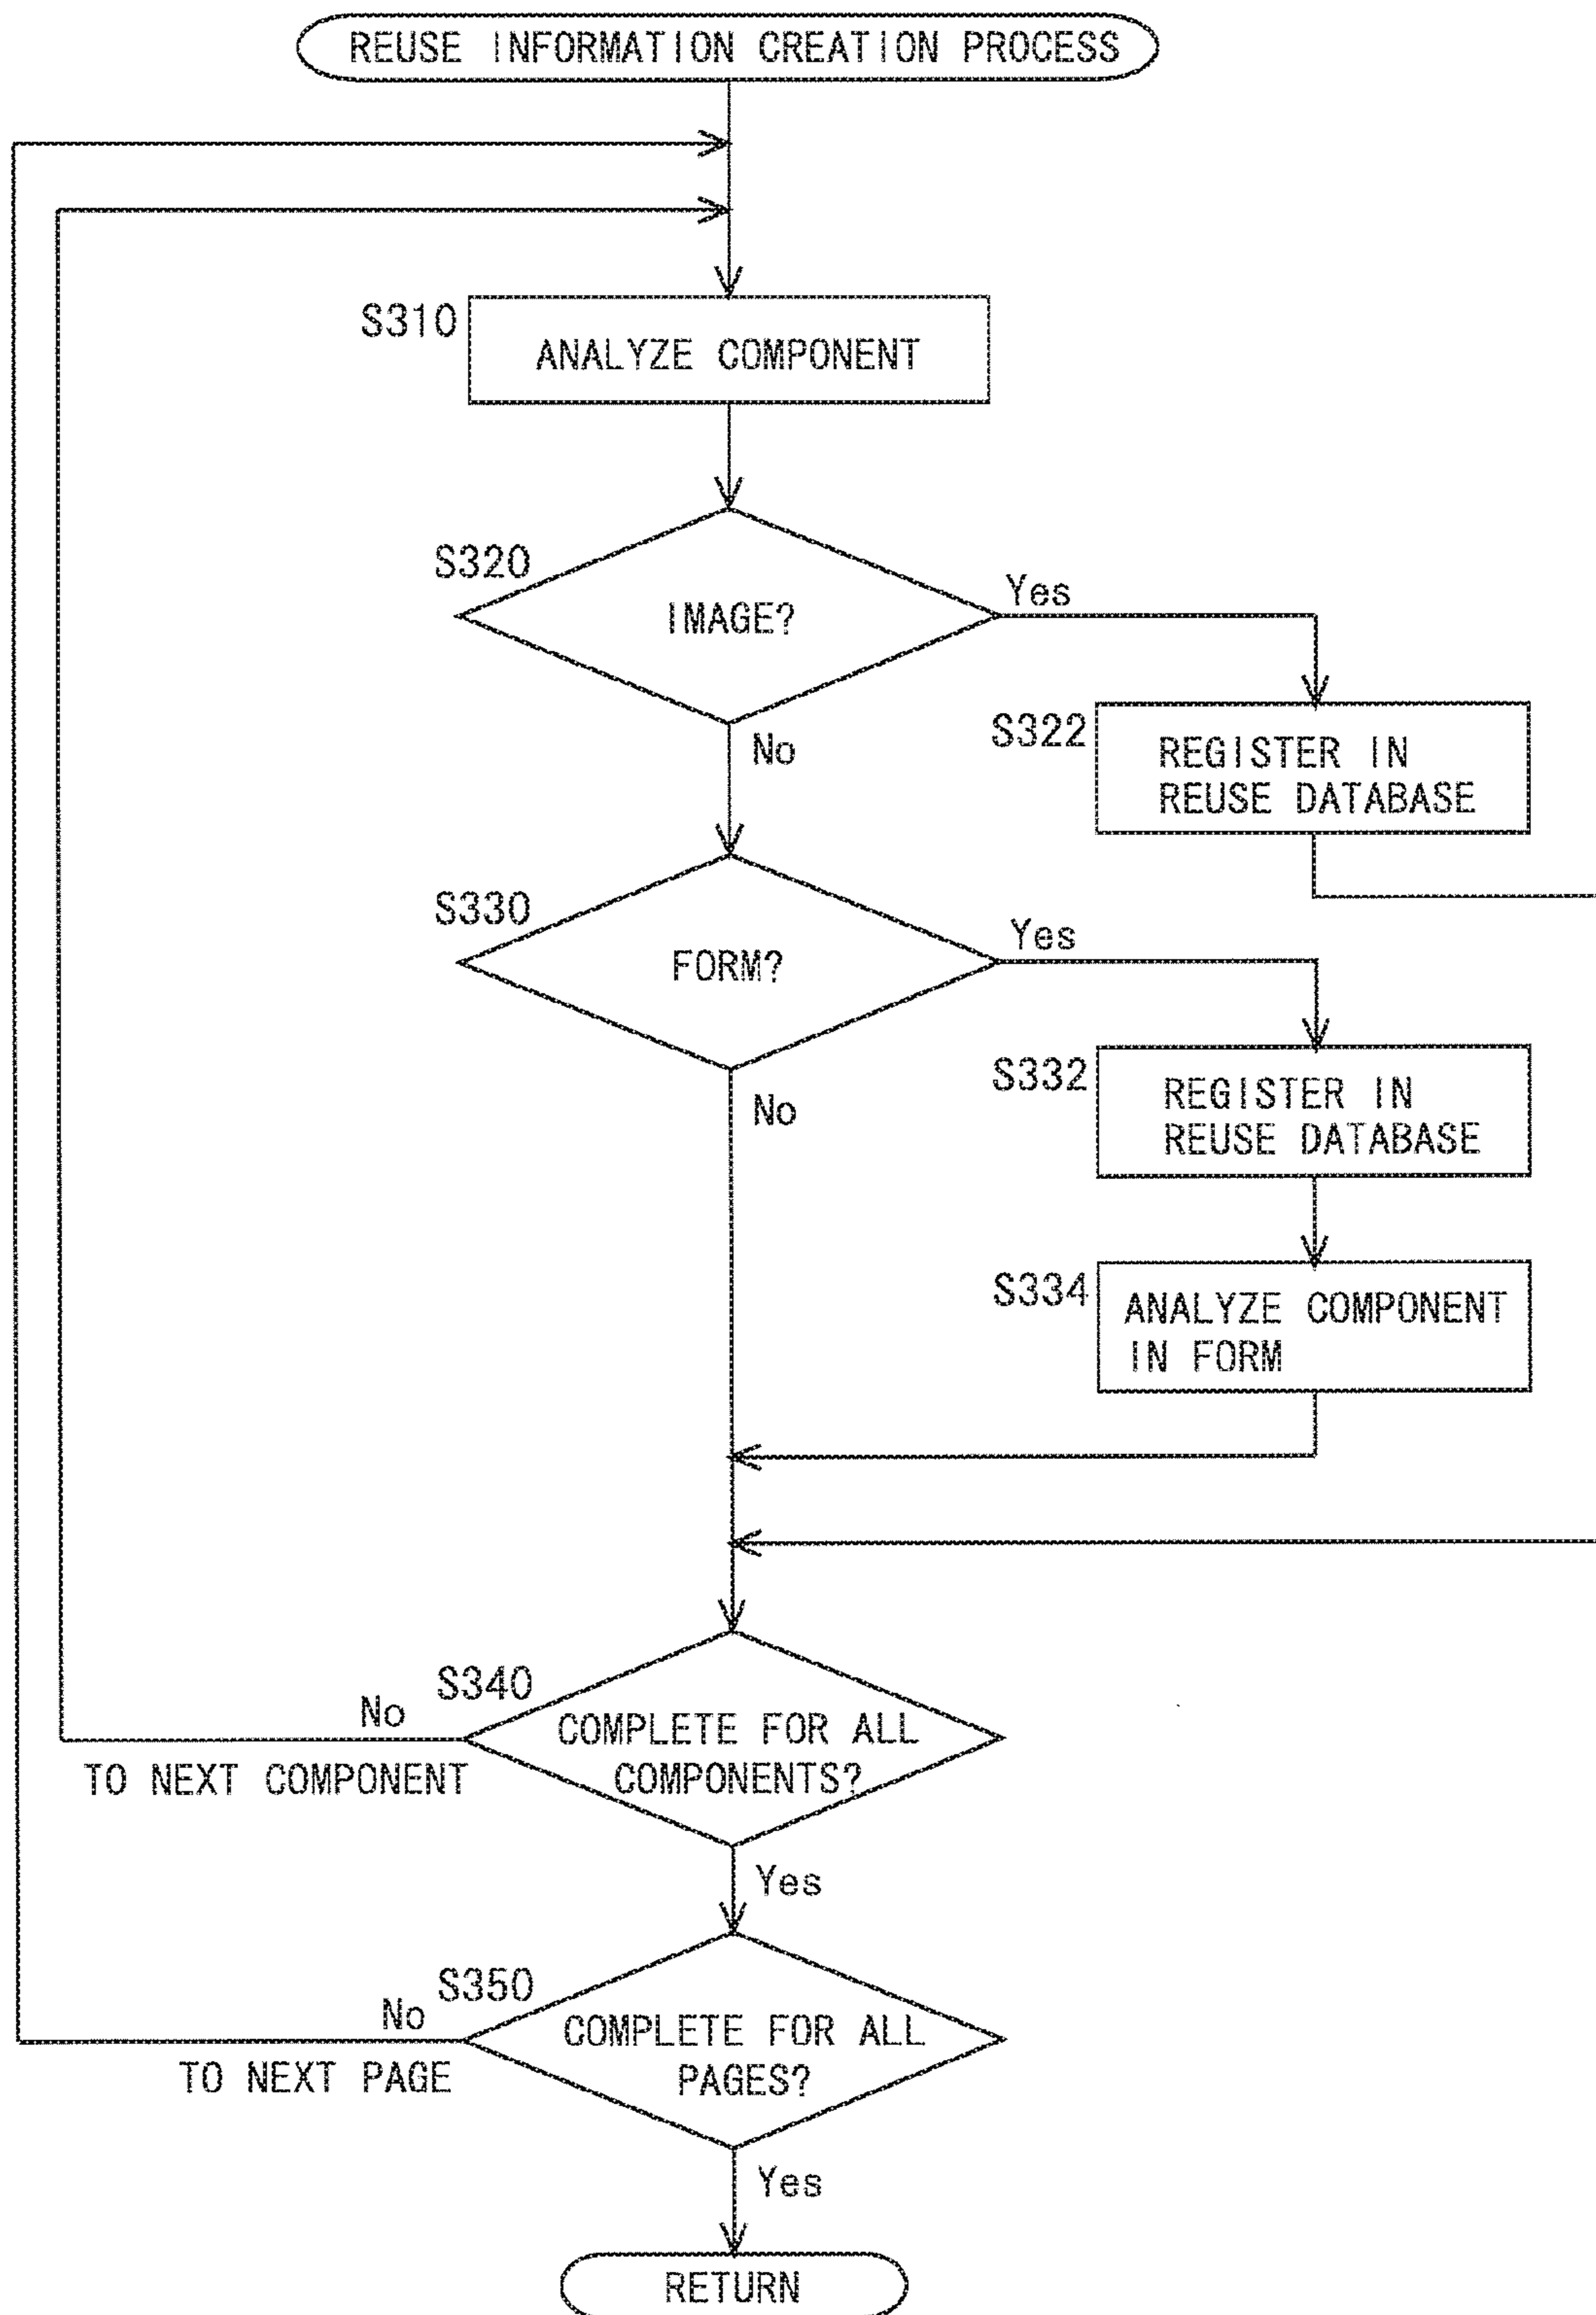 REUSE INFORMATION CREATION PROCESS
S310
ANALYZE COMPONENT
S320
IMAGE?
Yes
No
S322
REGISTER IN
REUSE DATABASE
S330
FORM?
Yes
No
S332
REGISTER IN
REUSE DATABASE
S334
ANALYZE COMPONENT
IN FORM
S340
COMPLETE FOR ALL
COMPONENTS?
No
TO NEXT COMPONENT
Yes
S350
COMPLETE FOR ALL
PAGES?
No
TO NEXT PAGE
Yes
RETURN